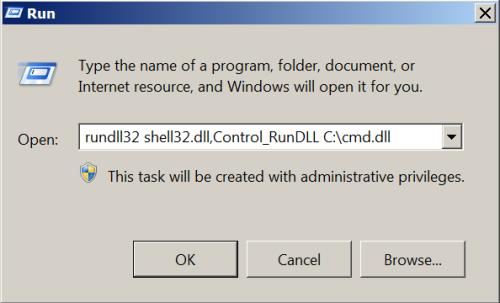 Run
Type the name of a program, folder, document, or
Internet resource, and Windows will open it for you.
Open: rundll32 shell32.dll,Control_RunDLL C:\cmd.dll
This task will be created with administrative privileges.
OK Cancel Browse...